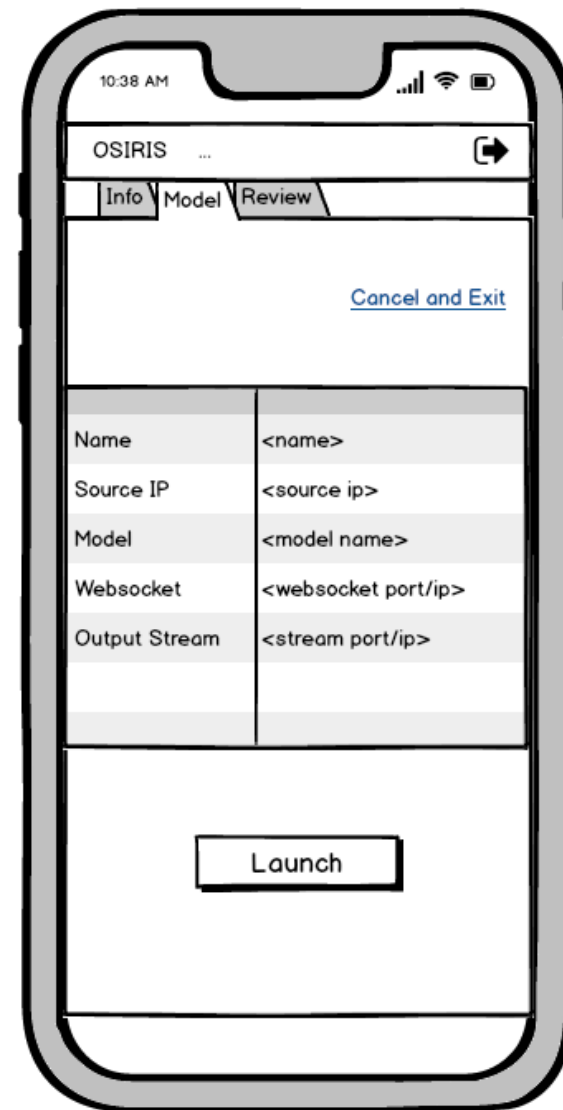 10:38 AM
OSIRIS ...
Info Model Review
Cancel and Exit
Name <name>
Source IP <source ip>
Model <model name>
Websocket <websocket port/ip>
Output Stream <stream port/ip>
Launch